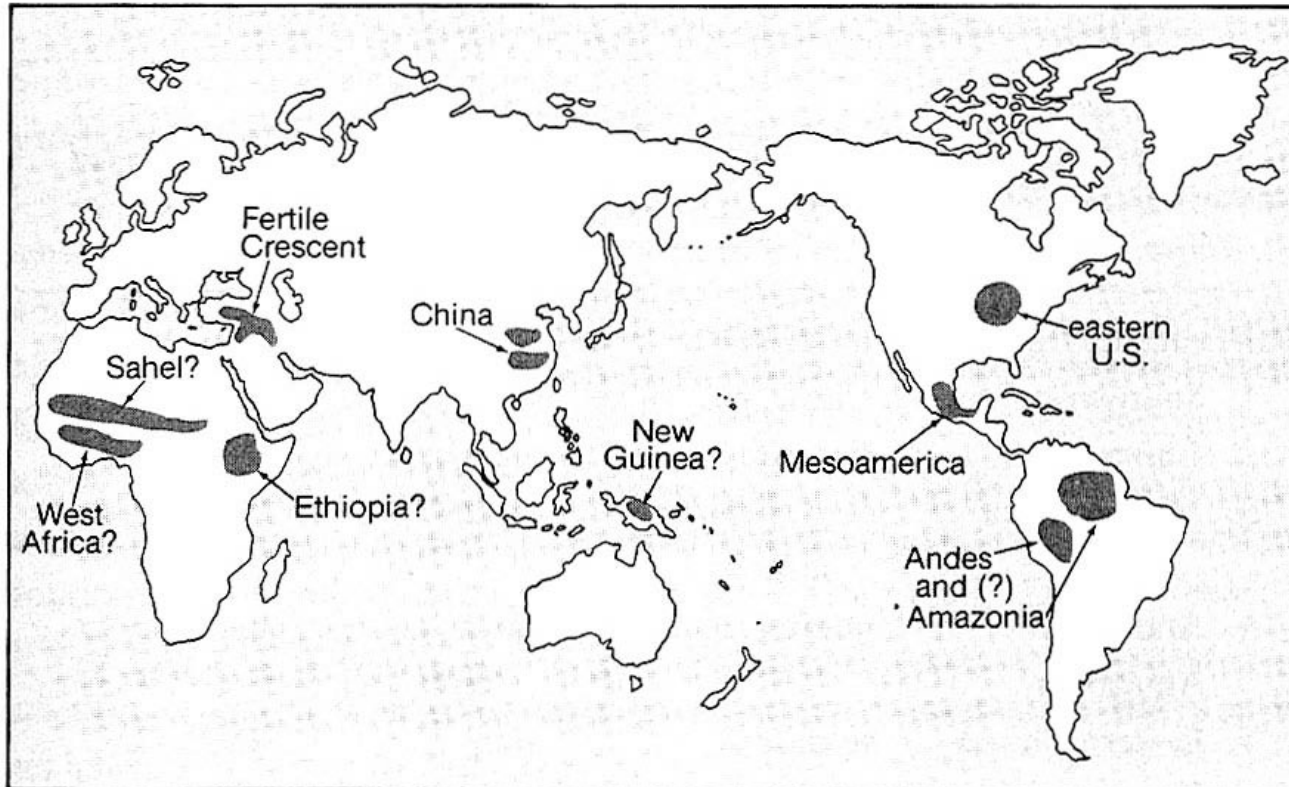 Fertile
Crescent
China
Sahel?
eastern
U.S.
New
Guinea?
Mesoamerica
West
Africa?
Ethiopia?
Andes
and (?)
Amazonia